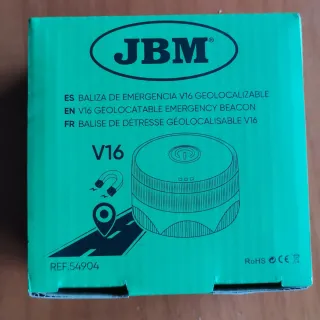 JBM®
ES BALIZA DE EMERGENCIA V16 GEOLOCALIZABLE
EN V16 GEOLOCATABLE EMERGENCY BEACON
FR BALISE DE DÉTRESSE GÉOLOCALISABLE V16
V16
REF.54904
RoHS CE